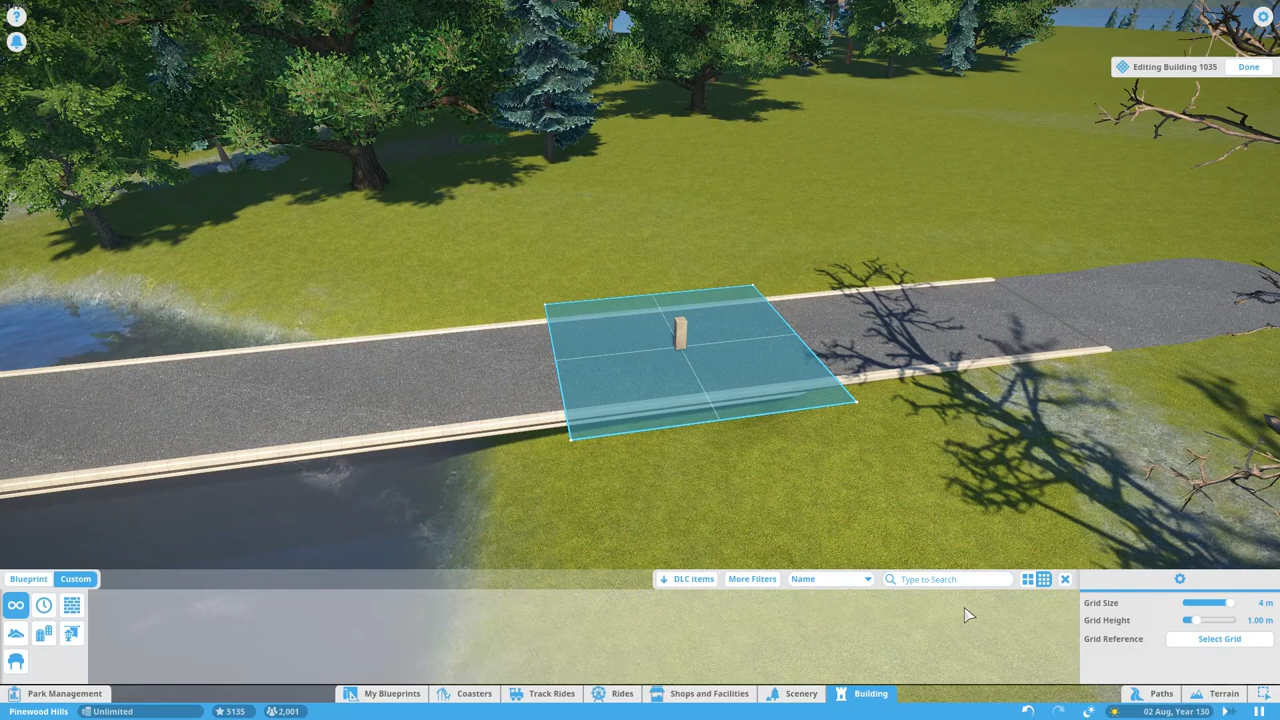 ?
Editing Building 1035 Done
Blueprint Custom
DLC items More Filters Name Type to Search
Grid Size 4 m
Grid Height 1.00 m
Grid Reference Select Grid
Park Management My Blueprints Coasters Track Rides Rides Shops and Facilities Scenery Building Paths Terrain
Pinewood Hills Unlimited 5135 2,001 02 Aug, Year 130